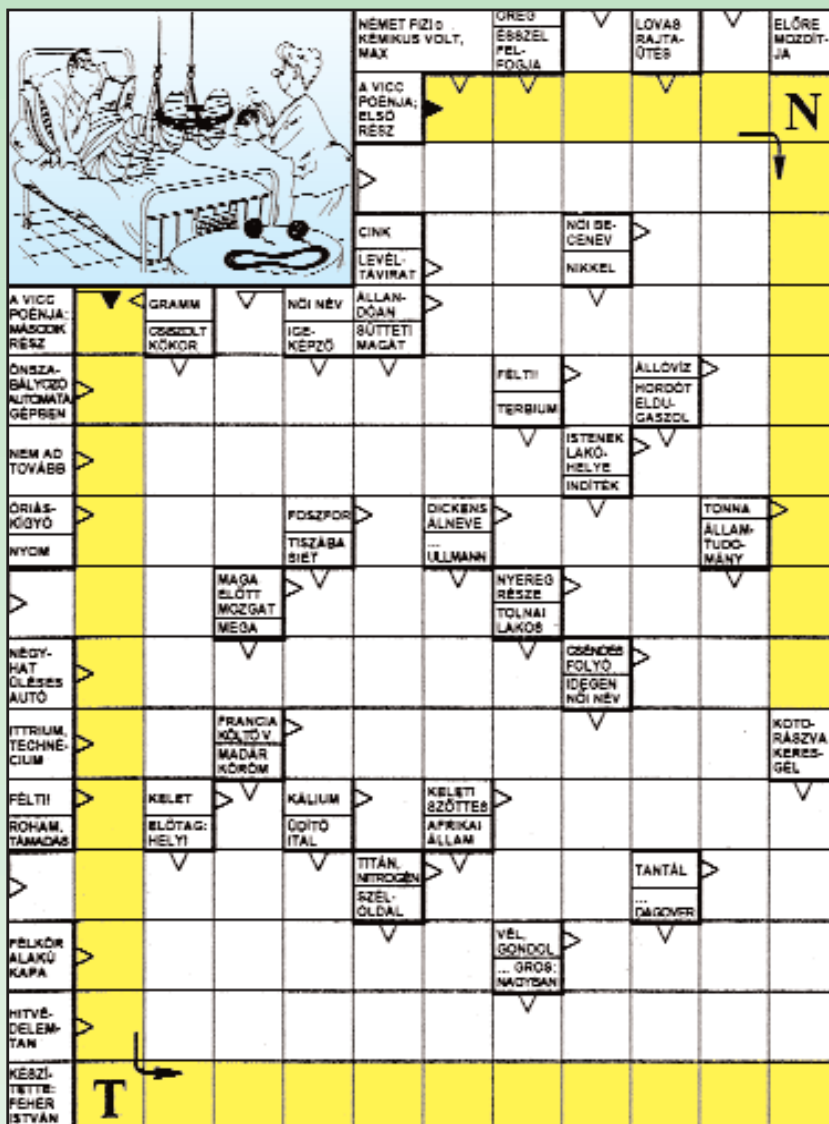 NÉMET FIZI-
KÉMIKUS VOLT,
MAX
ÖREG
ÉSSZEL
FEL-
FOGJA
LOVAS
RAJTA-
ÜTÉS
ELŐRE
MOZDÍT-
JA
A VICC
POÉNJA;
ELSŐ
RÉSZ
N
CINK
LEVÉL-
TÁVIRAT
NŐI BE-
CENÉV
NIKKEL
A VICC
POÉNJA:
MÁSODIK
RÉSZ
GRAMM
CSISZOLT
KŐKOR
NŐI NÉV
IGE-
KÉPZŐ
ÁLLAN-
DÓAN
SÜTTETI
MAGÁT
ÖNSZA-
BÁLYOZÓ
AUTOMATA
GÉPBEN
FÉLTI!
TERBIUM
ÁLLÓVÍZ
HORDÓT
ELDU-
GASZOL
NEM AD
TOVÁBB
ISTENEK
LAKÓ-
HELYE
INDÍTÉK
ÓRIÁS-
KÍGYÓ
NYOM
FOSZFOR
TISZÁBA
SIET
DICKENS
ÁLNEVE
...
ULLMANN
TONNA
ÁLLAM-
TUDO-
MÁNY
MAGA
ELŐTT
MOZGAT
MEGA
NYEREG
RÉSZE
TOLNAI
LAKOS
NÉGY-
HAT
ÜLÉSES
AUTÓ
CSENDES
FOLYÓ
IDEGEN
NŐI NÉV
ITTRIUM,
TECHNÉ-
CIUM
FRANCIA
KÖLTŐ V
MADÁR
KÖRÖM
KOTO-
RÁSZVA
KERES-
GÉL
FÉLTI!
ROHAM,
TÁMADÁS
KELET
ELŐTAG:
HELYI
KÁLIUM
ÜDÍTŐ
ITAL
KELETI
SZŐTTES
AFRIKAI
ÁLLAM
TITÁN,
NITROGÉN
SZÉL-
OLDAL
TANTÁL
...
DAGOVER
FÉLKÖR
ALAKÚ
KAPA
VÉL,
GONDOL
... GROS:
NAGYBAN
HITVÉ-
DELEM-
TAN
KÉSZÍ-
TETTE:
FEHÉR
ISTVÁN
T